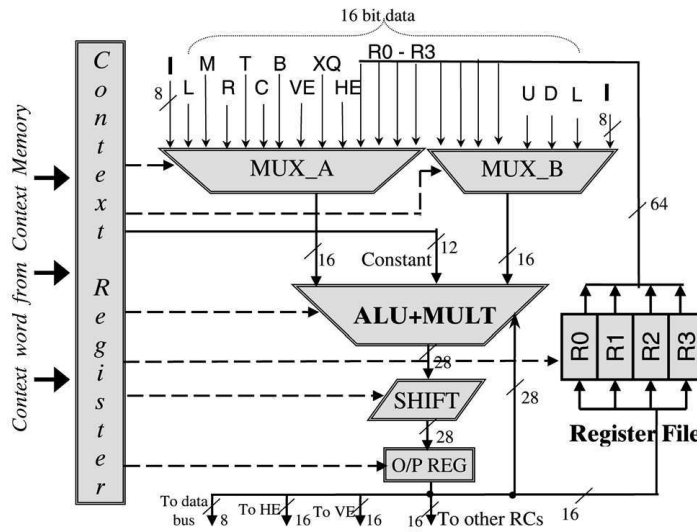 16 bit data
I M T B XQ R0 - R3
8 L R C VE HE U D L I
8
MUX_A MUX_B
64
16 Constant 12 16
ALU+MULT
R0 R1 R2 R3
28
SHIFT
28
28
Register File
O/P REG
To data bus 8
To HE 16
To VE 16
16 To other RCs
16
Context Register
Context word from Context Memory